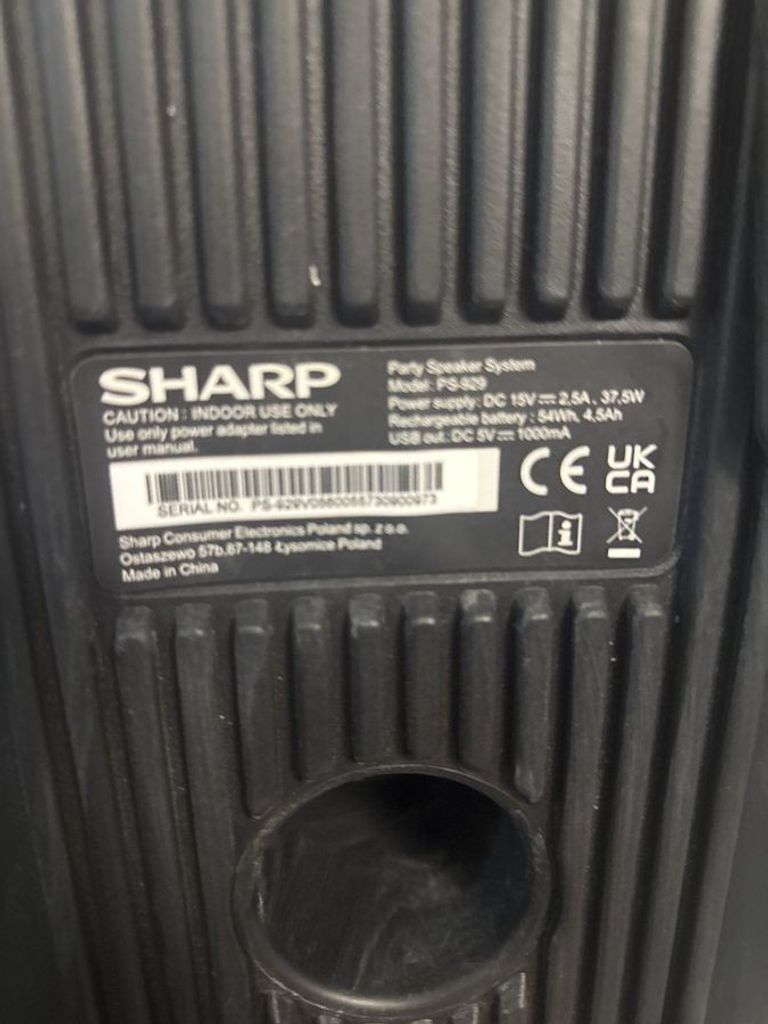 SHARP
CAUTION : INDOOR USE ONLY
Use only power adapter listed in
user manual.
Party Speaker System
Model : PS-929
Power supply : DC 15V ⎓ 2,5A , 37,5W
Rechargeable battery : 54Wh, 4,5Ah
USB out: DC 5V ⎓ 1000mA
SERIAL NO.
CE
UK
CA
Sharp Consumer Electronics Poland sp. z o.o.
Ostaszewo 57b,87-148 Łysomice Poland
Made in China